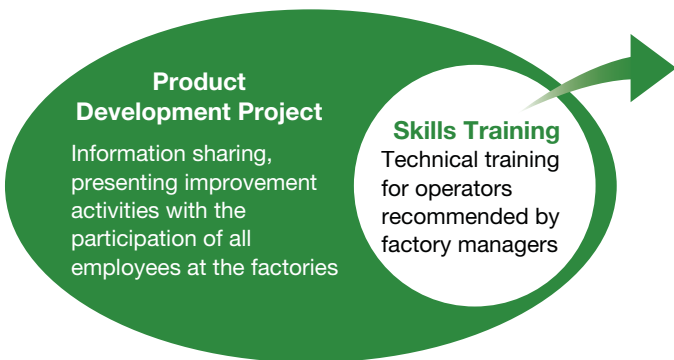 Product
Development Project
Information sharing,
presenting improvement
activities with the
participation of all
employees at the factories
Skills Training
Technical training
for operators
recommended by
factory managers